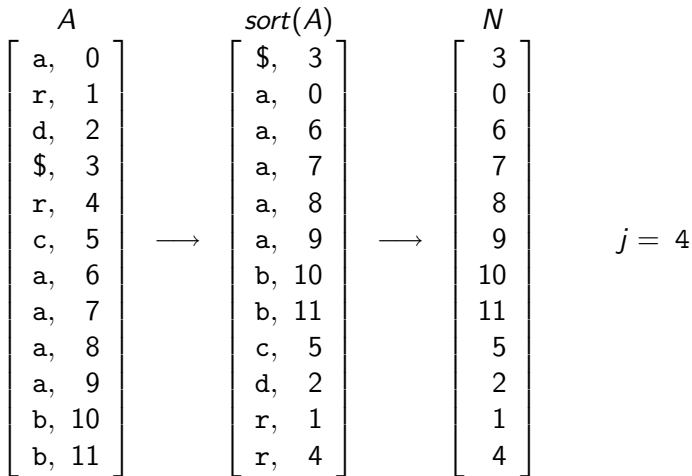 A sort(A) N
a, 0 $, 3 3
r, 1 a, 0 0
d, 2 a, 6 6
$, 3 a, 7 7
r, 4 a, 8 8
c, 5 ⟶ a, 9 ⟶ 9 j = 4
a, 6 b, 10 10
a, 7 b, 11 11
a, 8 c, 5 5
a, 9 d, 2 2
b, 10 r, 1 1
b, 11 r, 4 4